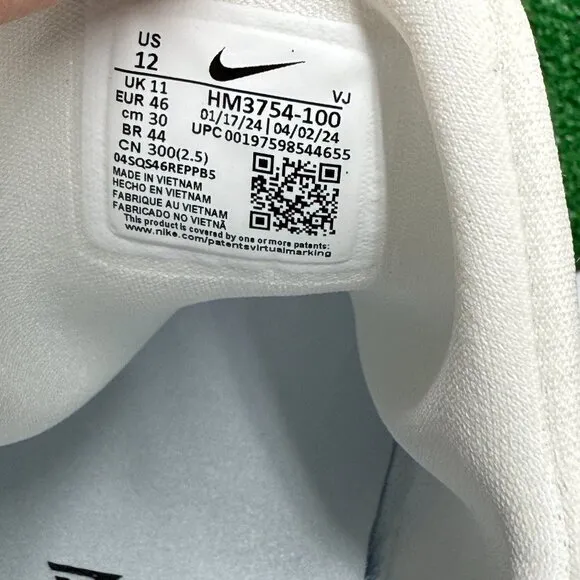 US
12
UK 11
EUR 46
cm 30
BR 44
CN 300(2.5)
VJ
HM3754-100
01/17/24 | 04/02/24
UPC 00197598544655
04SQS46REPPB5
MADE IN VIETNAM
HECHO EN VIETNAM
FABRIQUE AU VIETNAM
FABRICADO NO VIETNÃ
This product is covered by one or more patents:
www.nike.com/patentsvirtualmarking